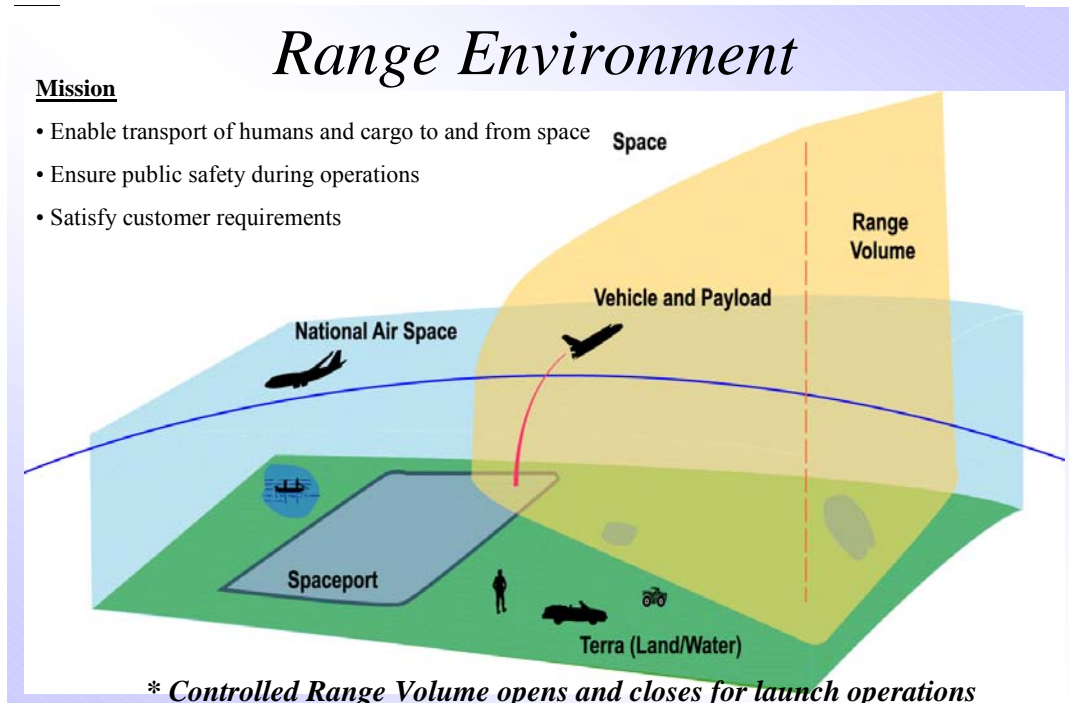 Range Environment
Mission
• Enable transport of humans and cargo to and from space
• Ensure public safety during operations
• Satisfy customer requirements
Space
Range
Volume
Vehicle and Payload
National Air Space
Spaceport
Terra (Land/Water)
* Controlled Range Volume opens and closes for launch operations